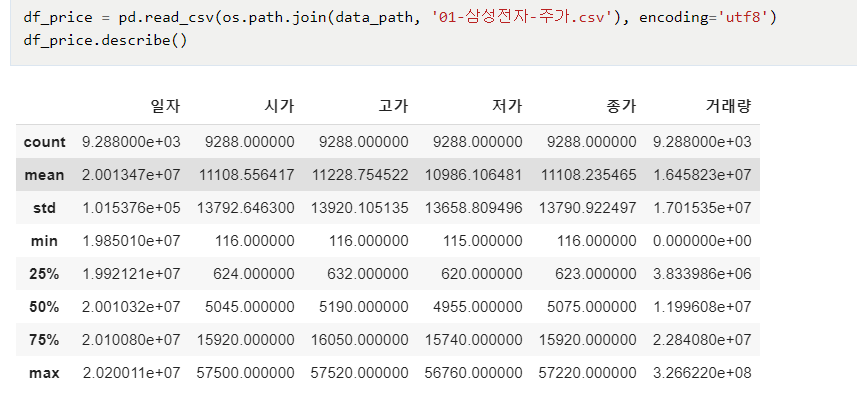 df_price = pd.read_csv(os.path.join(data_path, '01-삼성전자-주가.csv'), encoding='utf8')
df_price.describe()
일자 시가 고가 저가 종가 거래량
count 9.288000e+03 9288.000000 9288.000000 9288.000000 9288.000000 9.288000e+03
mean 2.001347e+07 11108.556417 11228.754522 10986.106481 11108.235465 1.645823e+07
std 1.015376e+05 13792.646300 13920.105135 13658.809496 13790.922497 1.701535e+07
min 1.985010e+07 116.000000 116.000000 115.000000 116.000000 0.000000e+00
25% 1.992121e+07 624.000000 632.000000 620.000000 623.000000 3.833986e+06
50% 2.001032e+07 5045.000000 5190.000000 4955.000000 5075.000000 1.199608e+07
75% 2.010080e+07 15920.000000 16050.000000 15740.000000 15920.000000 2.284080e+07
max 2.020011e+07 57500.000000 57520.000000 56760.000000 57220.000000 3.266220e+08